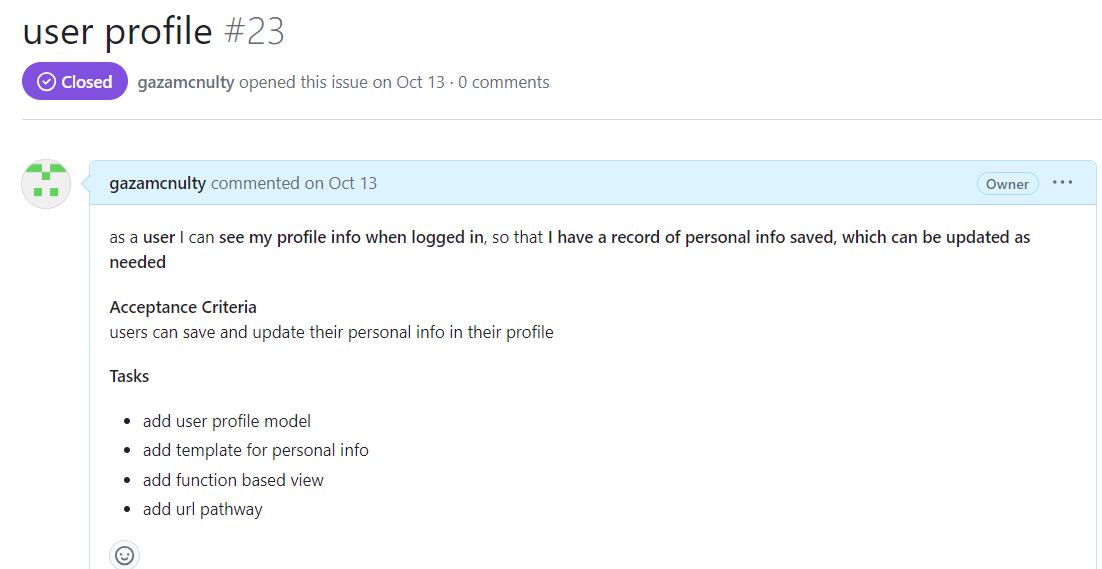 user profile #23
Closed gazamcnulty opened this issue on Oct 13 · 0 comments
gazamcnulty commented on Oct 13 Owner ...
as a user I can see my profile info when logged in, so that I have a record of personal info saved, which can be updated as
needed
Acceptance Criteria
users can save and update their personal info in their profile
Tasks
• add user profile model
• add template for personal info
• add function based view
• add url pathway